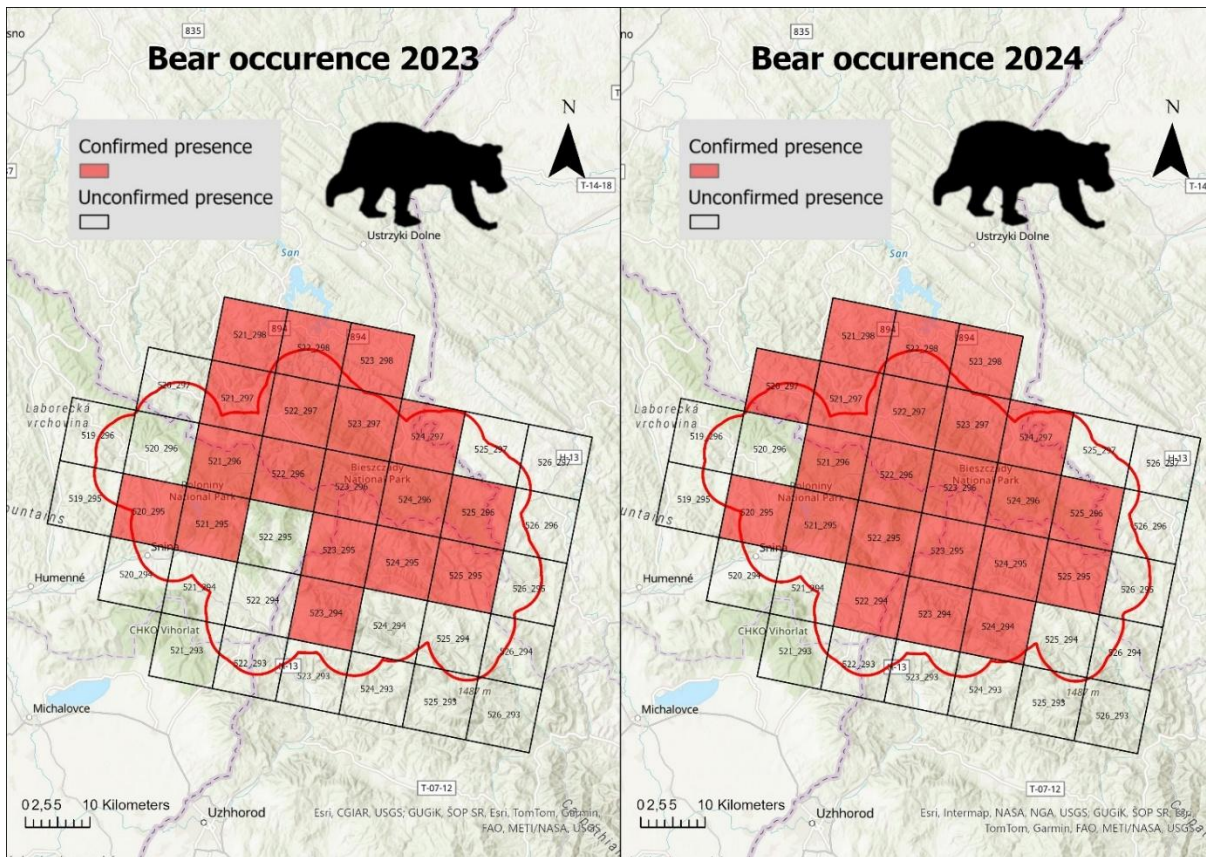 835
sno
Bear occurence 2023
N
Confirmed presence
Unconfirmed presence
T-14-18
Ustrzyki Dolne
San
894
521_298
522_298
894
523_298
520_297
521_297
522_297
523_297
524_297
525_297
526_297
H-13
Laborecká
vrchovina
519_296
520_296
521_296
522_296
Bieszczady
National Park
523_296
524_296
525_296
526_296
519_295
Poloniny
National Park
520_295
521_295
522_295
523_295
524_295
525_295
526_295
ountains
Snina
Humenné
520_294
521_294
522_294
523_294
524_294
525_294
526_294
CHKO Vihorlat
521_293
522_293
H-13
523_293
524_293
525_293
1487 m
526_293
Michalovce
T-07-12
Uzhhorod
0 2,55 10 Kilometers
Esri, CGIAR, USGS; GUGiK, ŠOP SR, Esri, TomTom, Garmin,
FAO, METI/NASA, USGS
835
no
Bear occurence 2024
N
Confirmed presence
Unconfirmed presence
T-14
Ustrzyki Dolne
San
521_298
894
522_298
894
523_298
520_297
521_297
522_297
523_297
524_297
525_297
526_297
H-13
Laborecká
vrchovina
519_296
520_296
521_296
522_296
Bieszczady
National Park
523_296
524_296
525_296
526_296
519_295
Poloniny
National Park
520_295
521_295
522_295
523_295
524_295
525_295
526_295
untains
Snina
Humenné
520_294
521_294
522_294
523_294
524_294
525_294
526_294
CHKO Vihorlat
521_293
522_293
H-13
523_293
524_293
525_293
1487 m
526_293
Michalovce
T-07-12
Uzhhorod
0 2,55 10 Kilometers
Esri, Intermap, NASA, NGA, USGS; GUGiK, ŠOP SR, Esri,
TomTom, Garmin, FAO, METI/NASA, USGS